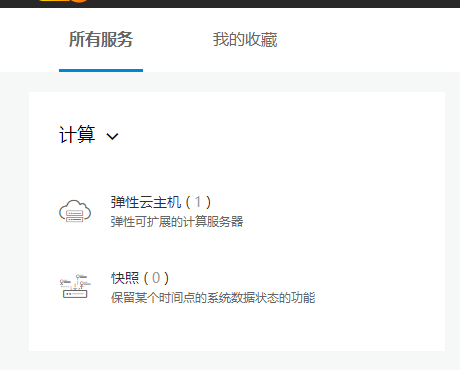 所有服务 我的收藏
计算
弹性云主机（1）
弹性可扩展的计算服务器
快照（0）
保留某个时间点的系统数据状态的功能